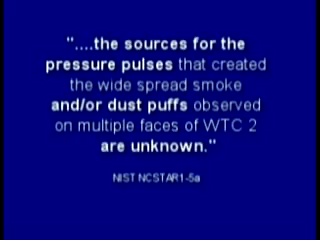 "....the sources for the
pressure pulses that created
the wide spread smoke
and/or dust puffs observed
on multiple faces of WTC 2
are unknown."
NIST NCSTAR1-5a